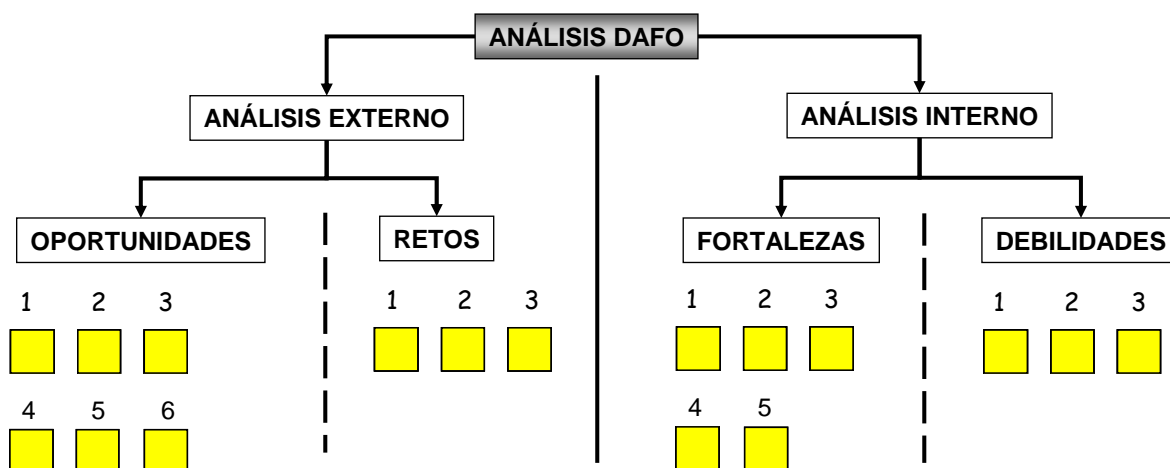 ANÁLISIS DAFO
ANÁLISIS EXTERNO
ANÁLISIS INTERNO
OPORTUNIDADES
RETOS
FORTALEZAS
DEBILIDADES
1 2 3
4 5 6
1 2 3
1 2 3
4 5
1 2 3